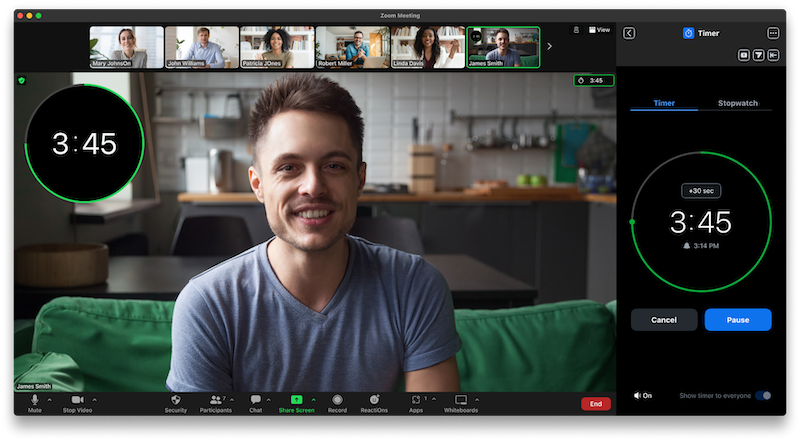 Zoom Meeting
View
Mary JohnsOn
John Williams
Patricia JOnes
Robert Miller
Linda Davis
James Smith
3:45
3:45
James Smith
Mute
Stop Video
Security
Participants
7
Chat
Share Screen
Record
ReactiOns
Apps
1
Whiteboards
End
Timer
Timer
Stopwatch
+30 sec
3:45
3:14 PM
Cancel
Pause
On
Show timer to everyone